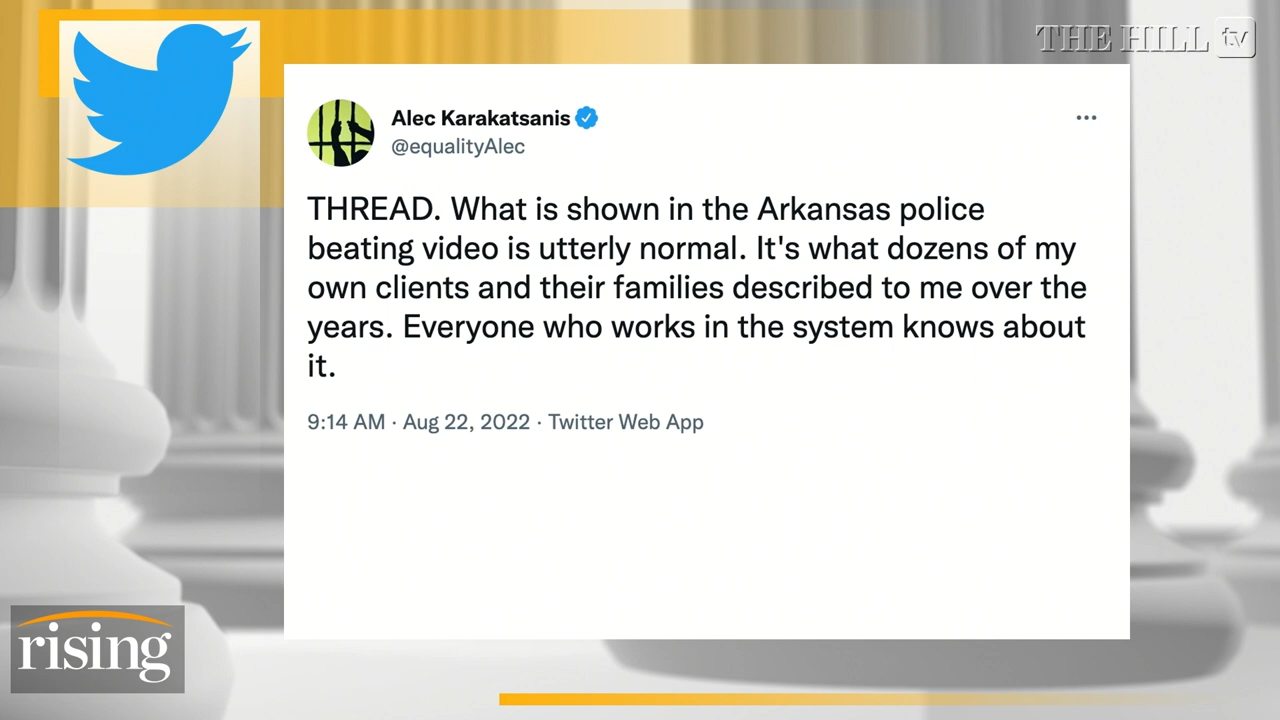 THE HILL tv
Alec Karakatsanis
@equalityAlec
THREAD. What is shown in the Arkansas police
beating video is utterly normal. It's what dozens of my
own clients and their families described to me over the
years. Everyone who works in the system knows about
it.
9:14 AM · Aug 22, 2022 · Twitter Web App
rising